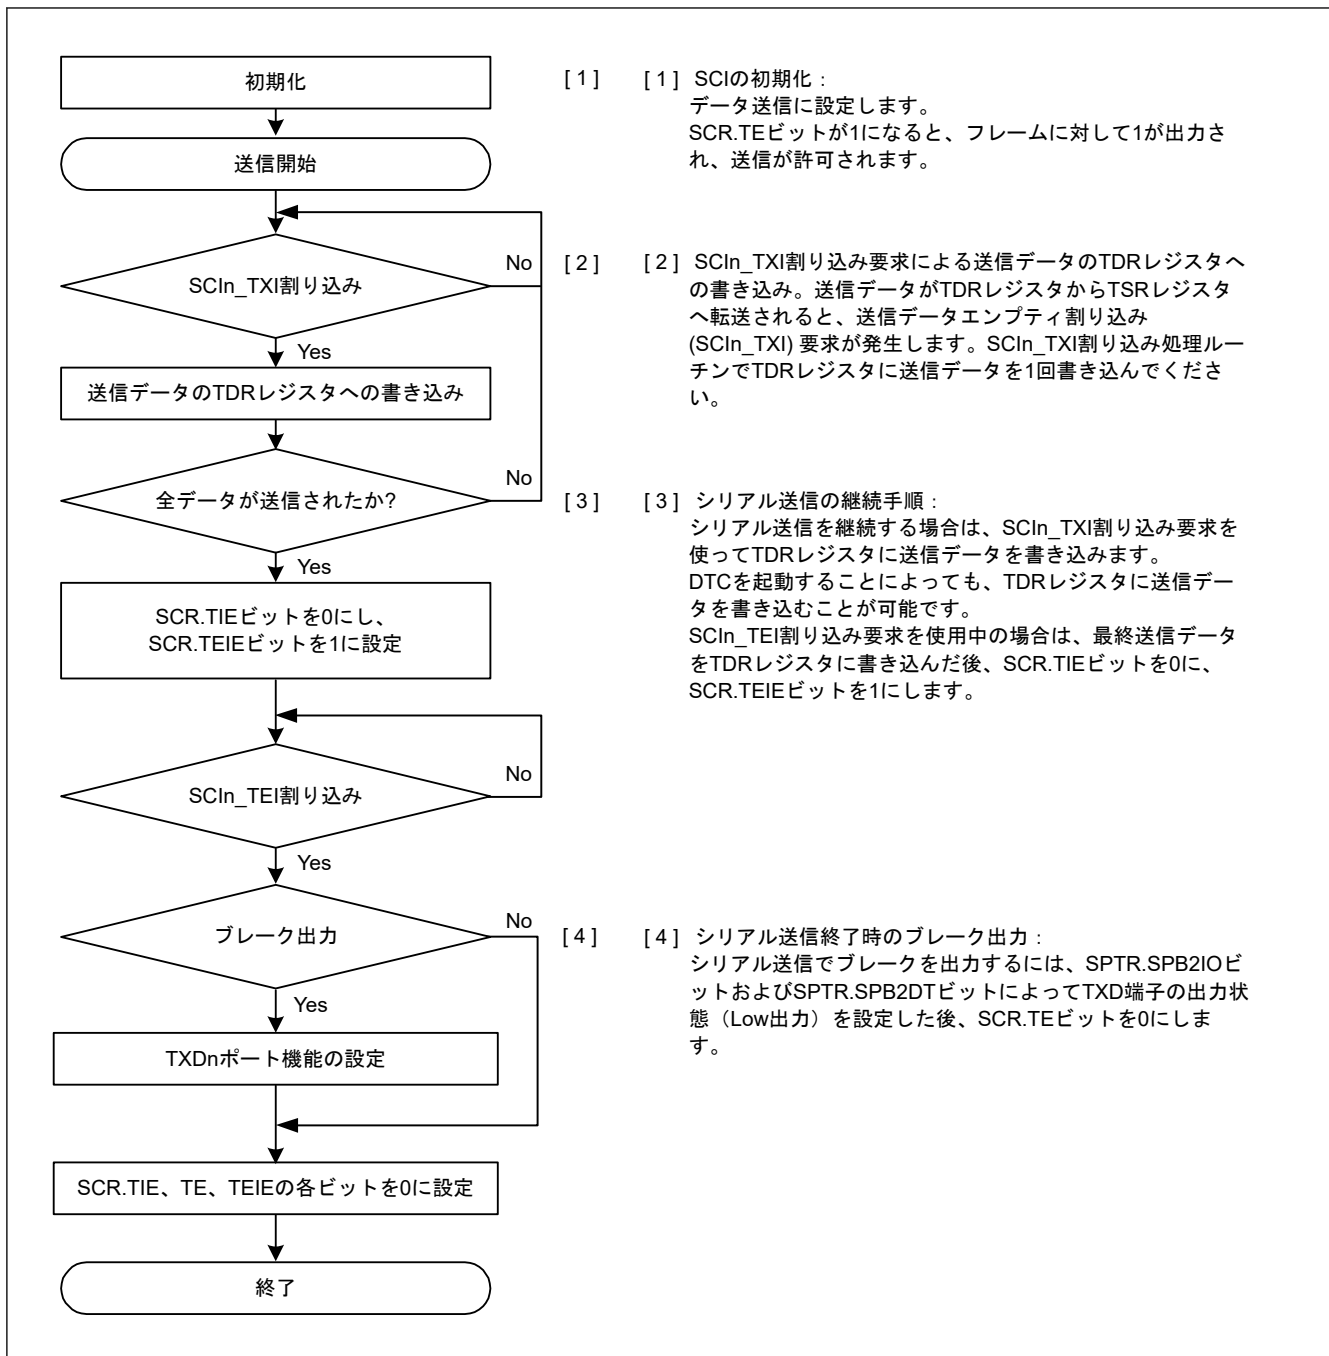 初期化
[ 1 ]
[ 1 ] SCIの初期化 :
データ送信に設定します。
SCR.TEビットが1になると、フレームに対して1が出力さ
れ、送信が許可されます。
送信開始
SCIn_TXI割り込み
No
[ 2 ]
[ 2 ] SCIn_TXI割り込み要求による送信データのTDRレジスタへ
の書き込み。送信データがTDRレジスタからTSRレジスタ
へ転送されると、送信データエンプティ割り込み
(SCIn_TXI) 要求が発生します。SCIn_TXI割り込み処理ルー
チンでTDRレジスタに送信データを1回書き込んでくださ
い。
Yes
送信データのTDRレジスタへの書き込み
全データが送信されたか?
No
[ 3 ]
[ 3 ] シリアル送信の継続手順 :
シリアル送信を継続する場合は、SCIn_TXI割り込み要求を
使ってTDRレジスタに送信データを書き込みます。
DTCを起動することによっても、TDRレジスタに送信デー
タを書き込むことが可能です。
SCIn_TEI割り込み要求を使用中の場合は、最終送信データ
をTDRレジスタに書き込んだ後、SCR.TIEビットを0に、
SCR.TEIEビットを1にします。
Yes
SCR.TIEビットを0にし、
SCR.TEIEビットを1に設定
SCIn_TEI割り込み
No
Yes
ブレーク出力
No
[ 4 ]
[ 4 ] シリアル送信終了時のブレーク出力 :
シリアル送信でブレークを出力するには、SPTR.SPB2IOビ
ットおよびSPTR.SPB2DTビットによってTXD端子の出力状
態（Low出力）を設定した後、SCR.TEビットを0にしま
す。
Yes
TXDnポート機能の設定
SCR.TIE、TE、TEIEの各ビットを0に設定
終了